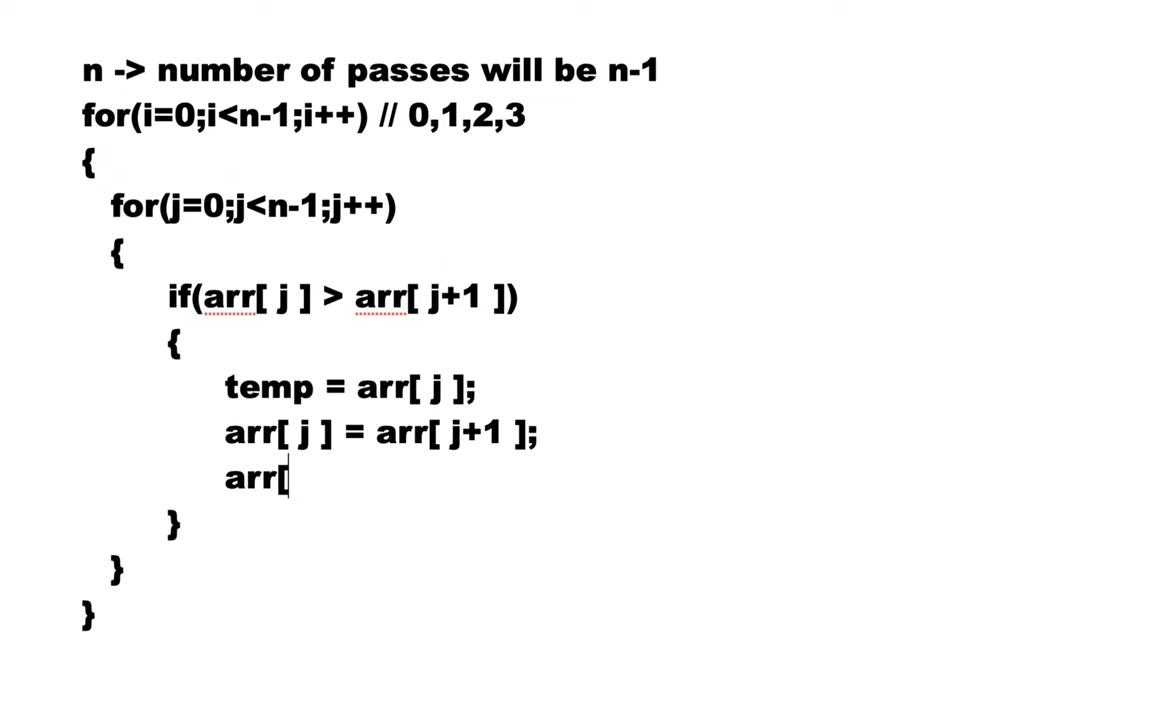 n -> number of passes will be n-1
for(i=0;i<n-1;i++) // 0,1,2,3
{
for(j=0;j<n-1;j++)
{
if(arr[ j ] > arr[ j+1 ])
{
temp = arr[ j ];
arr[ j ] = arr[ j+1 ];
arr[
}
}
}